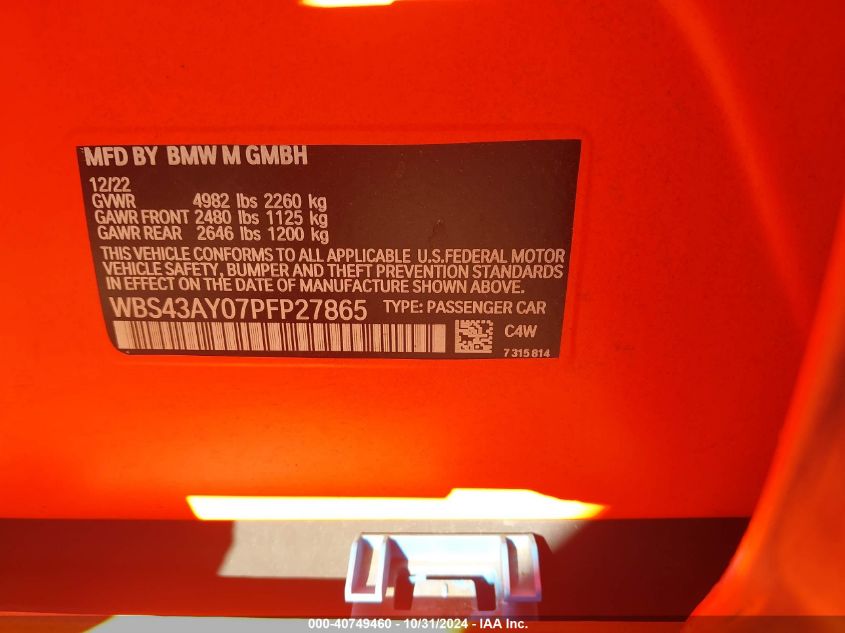 MFD BY BMW M GMBH
12/22
GVWR 4982 lbs 2260 kg
GAWR FRONT 2480 lbs 1125 kg
GAWR REAR 2646 lbs 1200 kg
THIS VEHICLE CONFORMS TO ALL APPLICABLE U.S.FEDERAL MOTOR
VEHICLE SAFETY, BUMPER AND THEFT PREVENTION STANDARDS
IN EFFECT ON THE DATE OF MANUFACTURE SHOWN ABOVE.
WBS43AY07PFP27865 TYPE: PASSENGER CAR
C4W
7 315 814
000-40749460 - 10/31/2024 - IAA Inc.